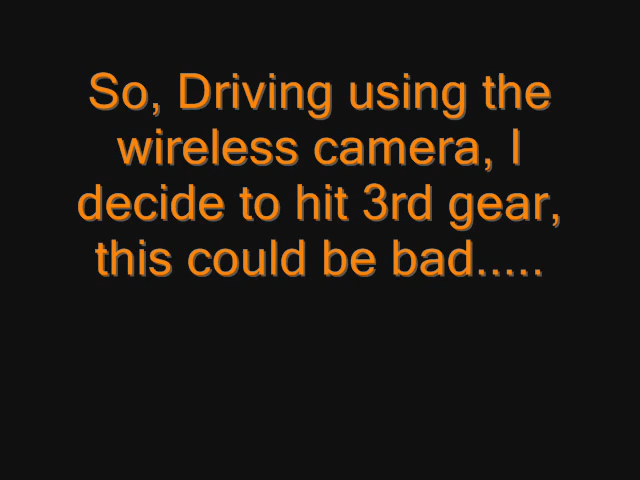 So, Driving using the
wireless camera, I
decide to hit 3rd gear,
this could be bad.....